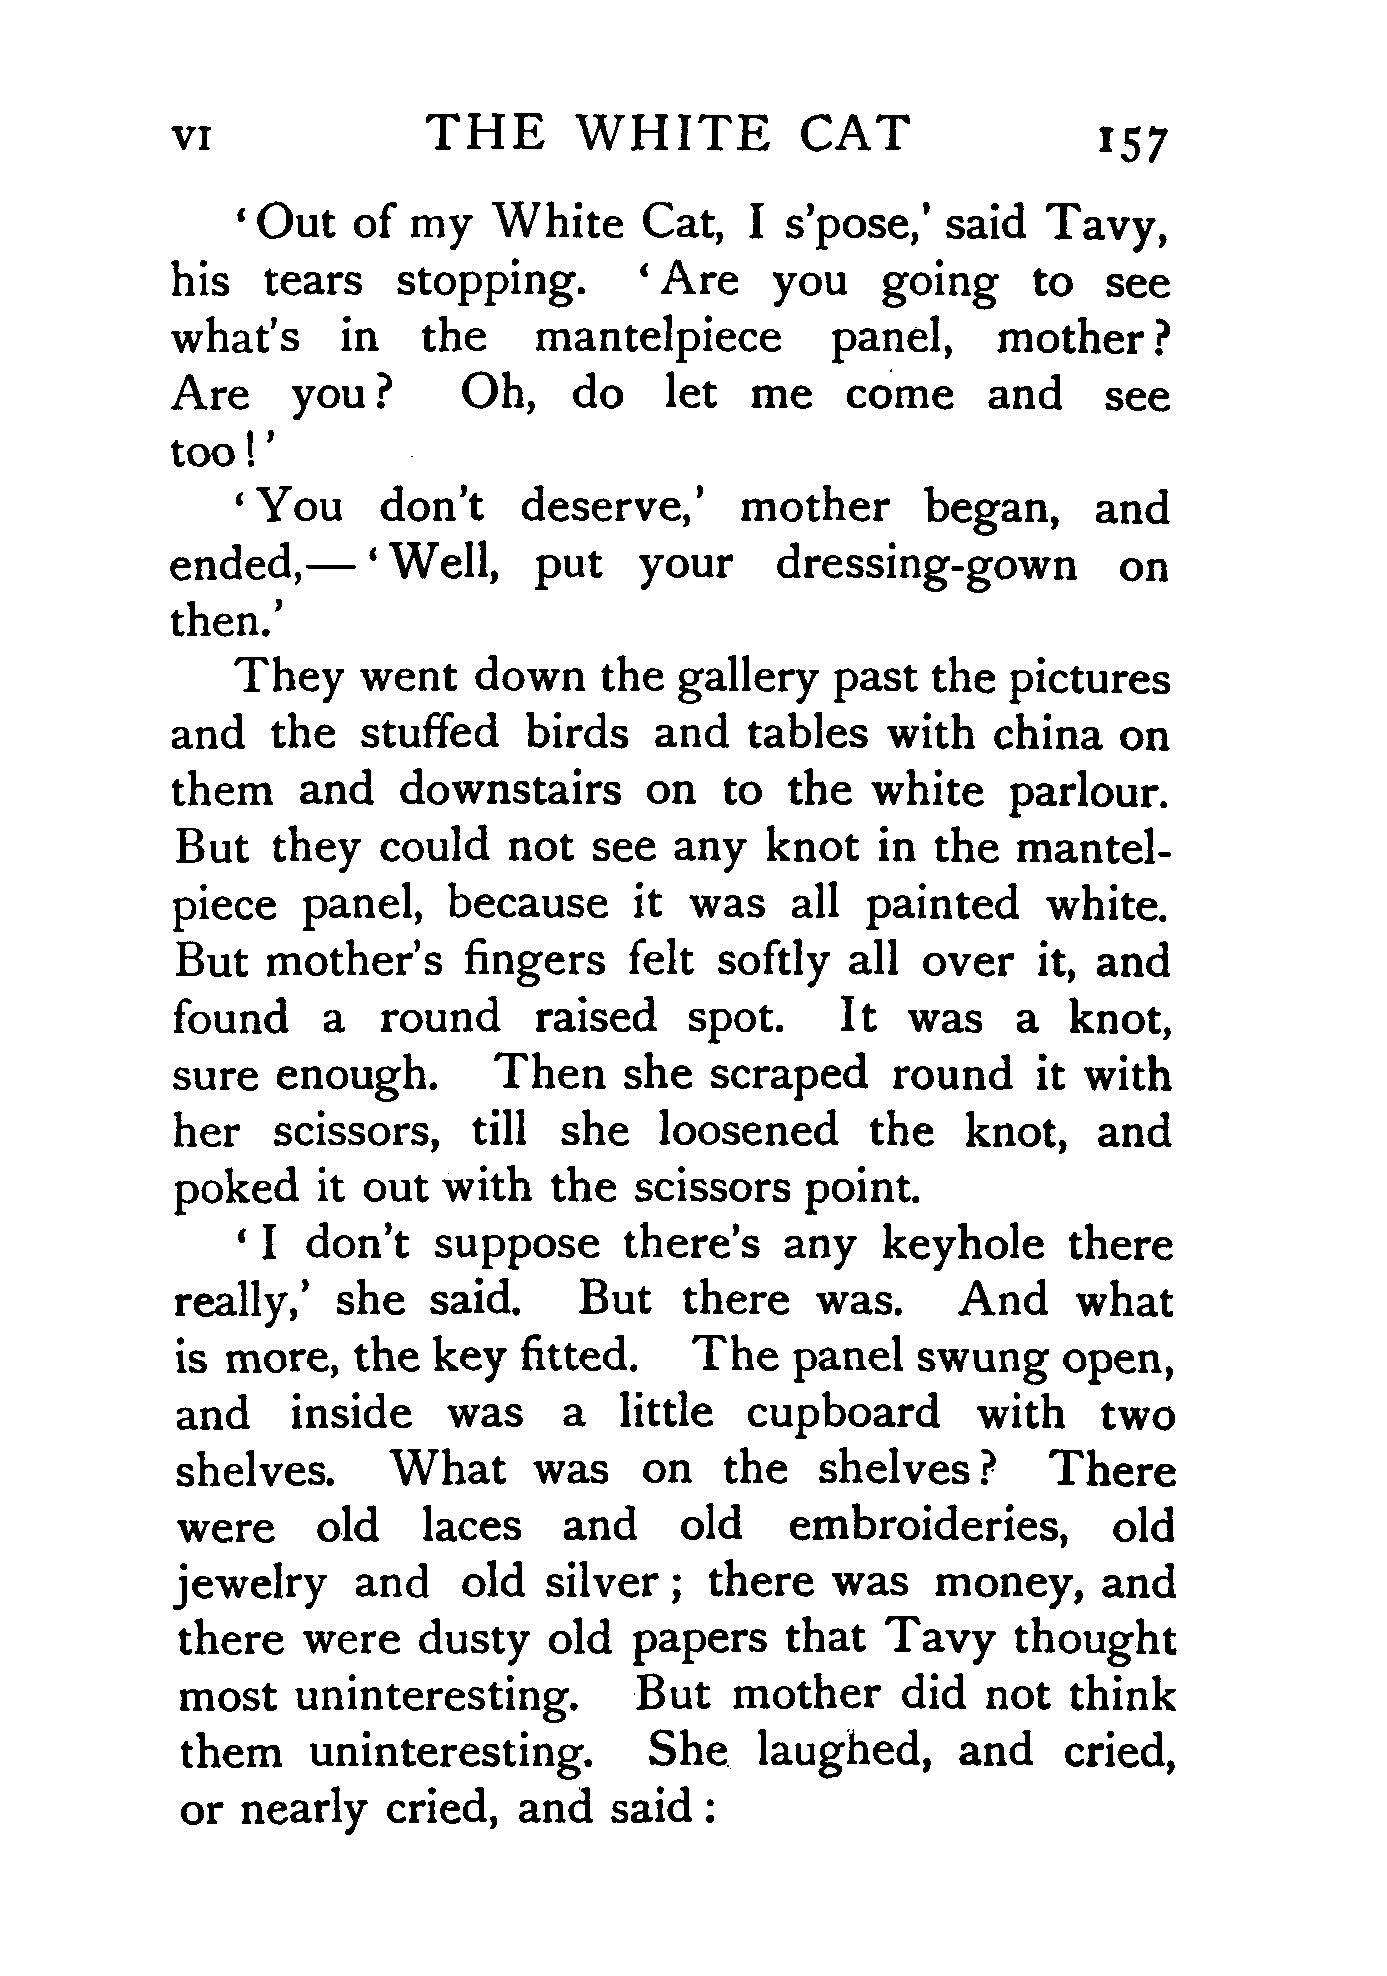 VI THE WHITE CAT 157
‘Out of my White Cat, I s’pose,’ said Tavy,
his tears stopping. ‘Are you going to see
what’s in the mantelpiece panel, mother?
Are you? Oh, do let me come and see
too!’
‘You don’t deserve,’ mother began, and
ended,—‘Well, put your dressing-gown on
then.’
They went down the gallery past the pictures
and the stuffed birds and tables with china on
them and downstairs on to the white parlour.
But they could not see any knot in the mantel-
piece panel, because it was all painted white.
But mother’s fingers felt softly all over it, and
found a round raised spot. It was a knot,
sure enough. Then she scraped round it with
her scissors, till she loosened the knot, and
poked it out with the scissors point.
‘I don’t suppose there’s any keyhole there
really,’ she said. But there was. And what
is more, the key fitted. The panel swung open,
and inside was a little cupboard with two
shelves. What was on the shelves? There
were old laces and old embroideries, old
jewelry and old silver; there was money, and
there were dusty old papers that Tavy thought
most uninteresting. But mother did not think
them uninteresting. She laughed, and cried,
or nearly cried, and said: